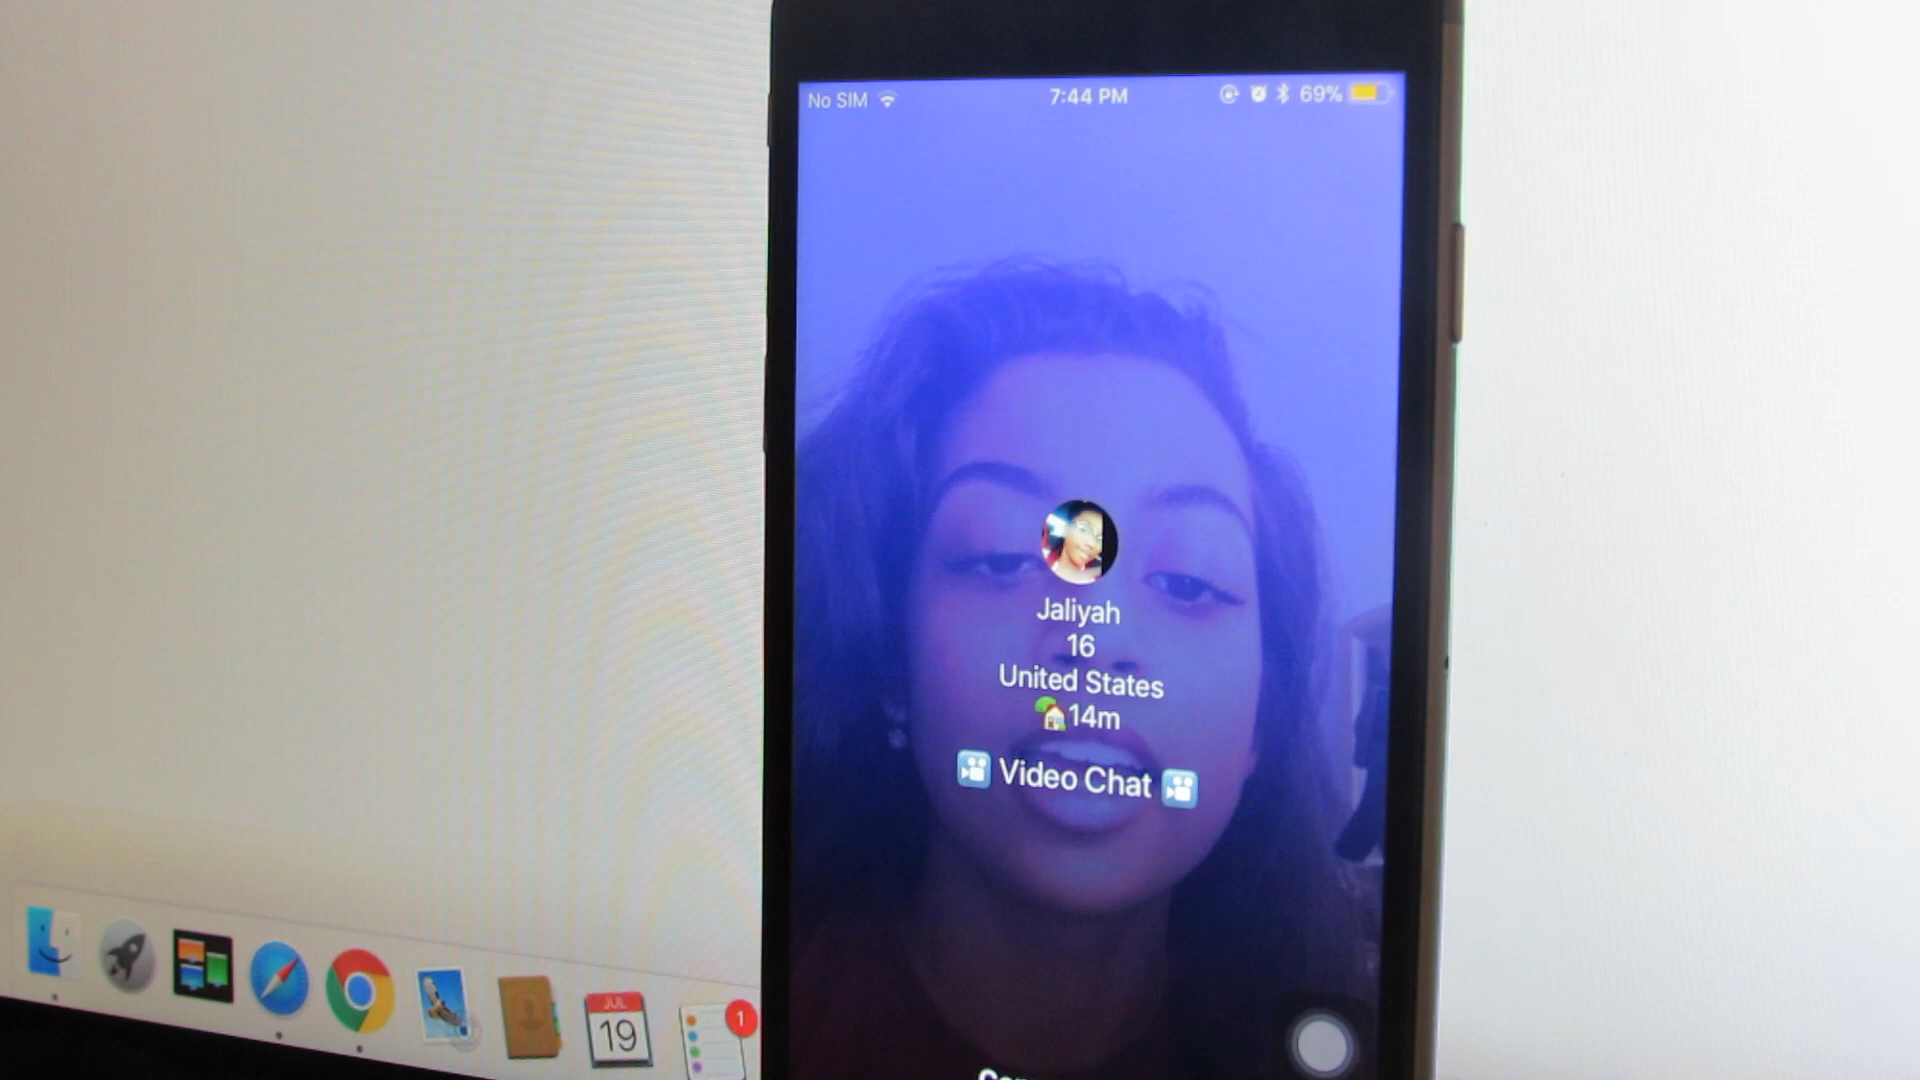 No SIM 7:44 PM 69%
Jaliyah
16
United States
14m
Video Chat
JUL
19
1